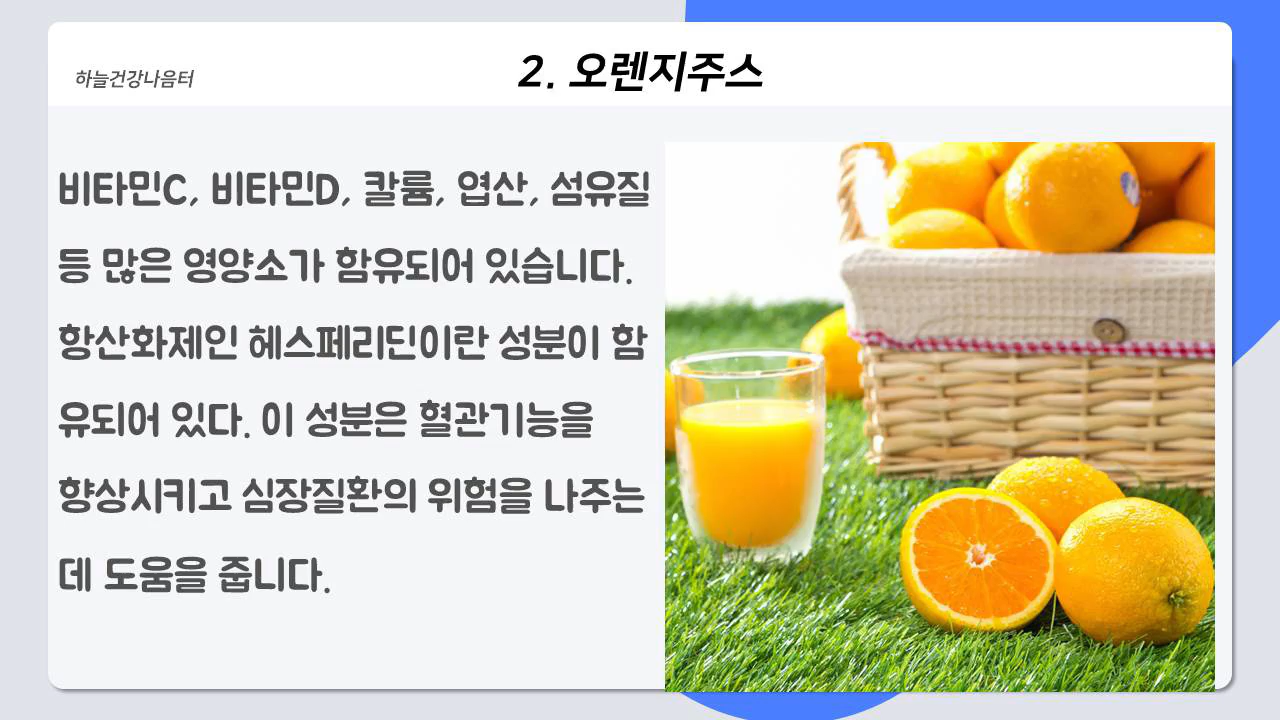 하늘건강나음터
2. 오렌지주스
비타민C, 비타민D, 칼륨, 엽산, 섬유질
등 많은 영양소가 함유되어 있습니다.
항산화제인 헤스페리딘이란 성분이 함
유되어 있다. 이 성분은 혈관기능을
향상시키고 심장질환의 위험을 나주는
데 도움을 줍니다.